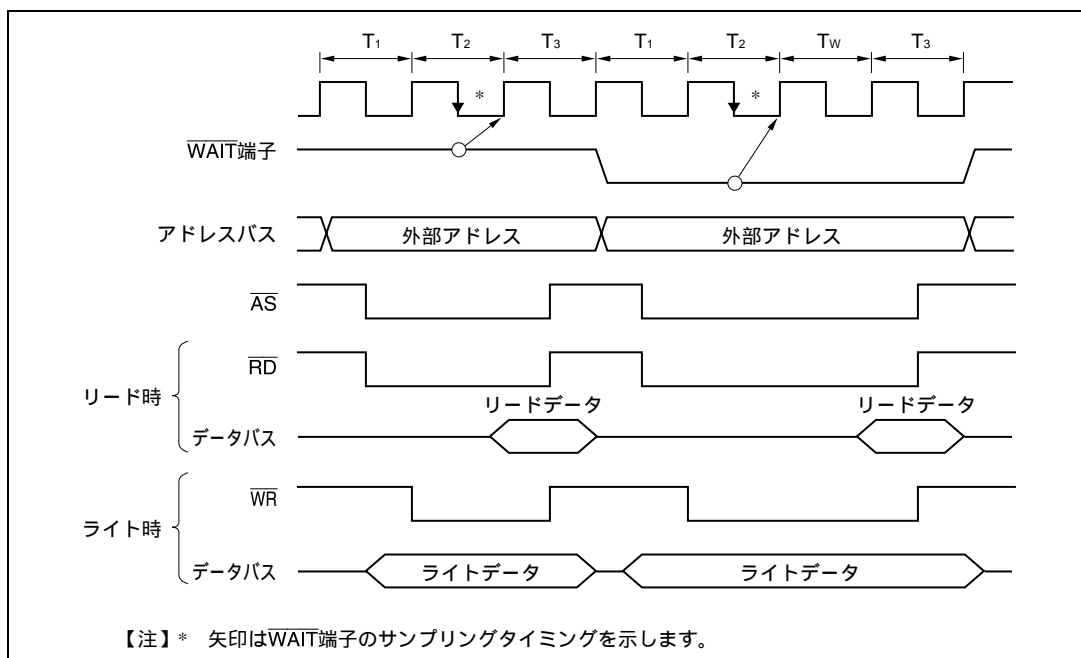 T1 T2 T3 T1 T2 TW T3
* *
WAIT端子
アドレスバス 外部アドレス 外部アドレス
AS
リード時 RD
リードデータ リードデータ
データバス
ライト時 WR
データバス ライトデータ ライトデータ
【注】* 矢印はWAIT端子のサンプリングタイミングを示します。